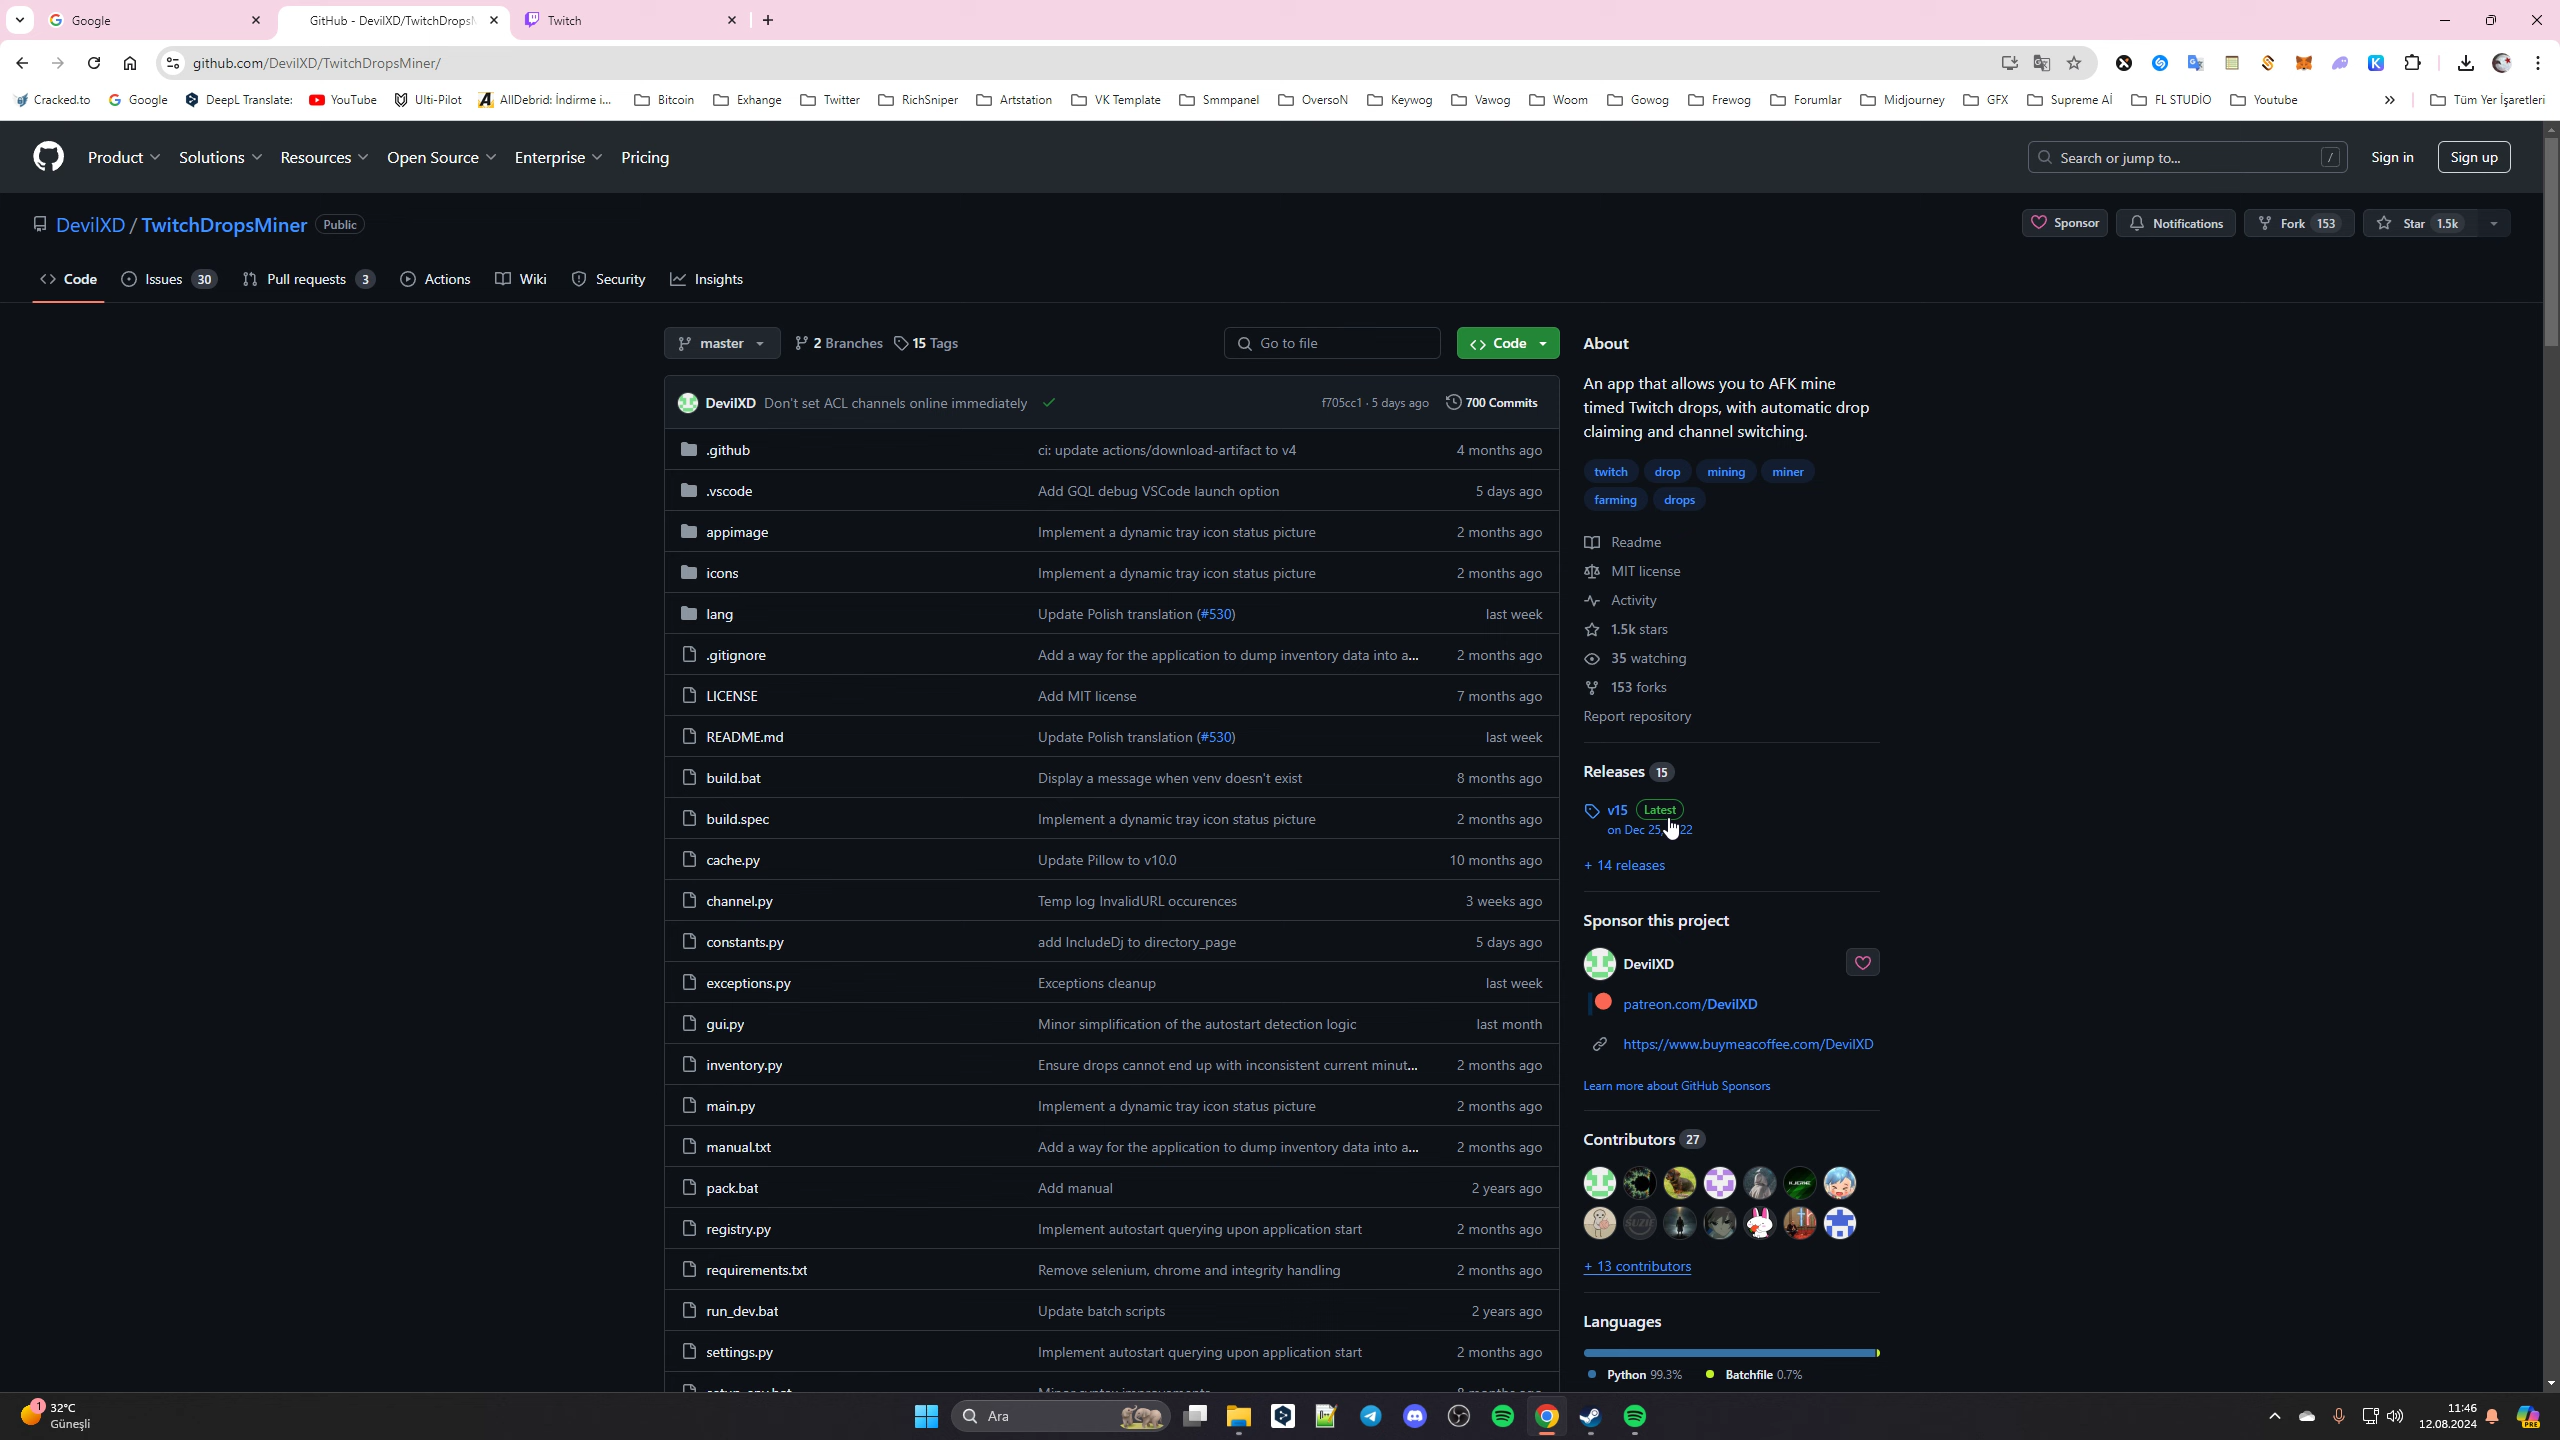 Google
GitHub - DevilXD/TwitchDrops
Twitch
github.com/DevilXD/TwitchDropsMiner/
Cracked.to Google DeepL Translate: YouTube Ulti-Pilot AllDebrid: İndirme i... Bitcoin Exhange Twitter RichSniper Artstation VK Template Smmpanel OversoN Keywog Vawog Woom Gowog Frewog Forumlar Midjourney GFX Supreme Aİ FL STUDİO Youtube » Tüm Yer İşaretleri
Product Solutions Resources Open Source Enterprise Pricing
Search or jump to... /
Sign in
Sign up
DevilXD / TwitchDropsMiner Public
Sponsor Notifications Fork 153 Star 1.5k
Code Issues 30 Pull requests 3 Actions Wiki Security Insights
master 2 Branches 15 Tags Go to file Code
DevilXD Don't set ACL channels online immediately f705cc1 · 5 days ago 700 Commits
.github ci: update actions/download-artifact to v4 4 months ago
.vscode Add GQL debug VSCode launch option 5 days ago
appimage Implement a dynamic tray icon status picture 2 months ago
icons Implement a dynamic tray icon status picture 2 months ago
lang Update Polish translation (#530) last week
.gitignore Add a way for the application to dump inventory data into a... 2 months ago
LICENSE Add MIT license 7 months ago
README.md Update Polish translation (#530) last week
build.bat Display a message when venv doesn't exist 8 months ago
build.spec Implement a dynamic tray icon status picture 2 months ago
cache.py Update Pillow to v10.0 10 months ago
channel.py Temp log InvalidURL occurences 3 weeks ago
constants.py add IncludeDj to directory_page 5 days ago
exceptions.py Exceptions cleanup last week
gui.py Minor simplification of the autostart detection logic last month
inventory.py Ensure drops cannot end up with inconsistent current minut... 2 months ago
main.py Implement a dynamic tray icon status picture 2 months ago
manual.txt Add a way for the application to dump inventory data into a... 2 months ago
pack.bat Add manual 2 years ago
registry.py Implement autostart querying upon application start 2 months ago
requirements.txt Remove selenium, chrome and integrity handling 2 months ago
run_dev.bat Update batch scripts 2 years ago
settings.py Implement autostart querying upon application start 2 months ago
About
An app that allows you to AFK mine
timed Twitch drops, with automatic drop
claiming and channel switching.
twitch drop mining miner
farming drops
Readme
MIT license
Activity
1.5k stars
35 watching
153 forks
Report repository
Releases 15
v15 Latest
on Dec 25, 22
+ 14 releases
Sponsor this project
DevilXD
patreon.com/DevilXD
https://www.buymeacoffee.com/DevilXD
Learn more about GitHub Sponsors
Contributors 27
+ 13 contributors
Languages
Python 99.3% Batchfile 0.7%
1
32°C
Güneşli
Ara
11:46
12.08.2024
PRE